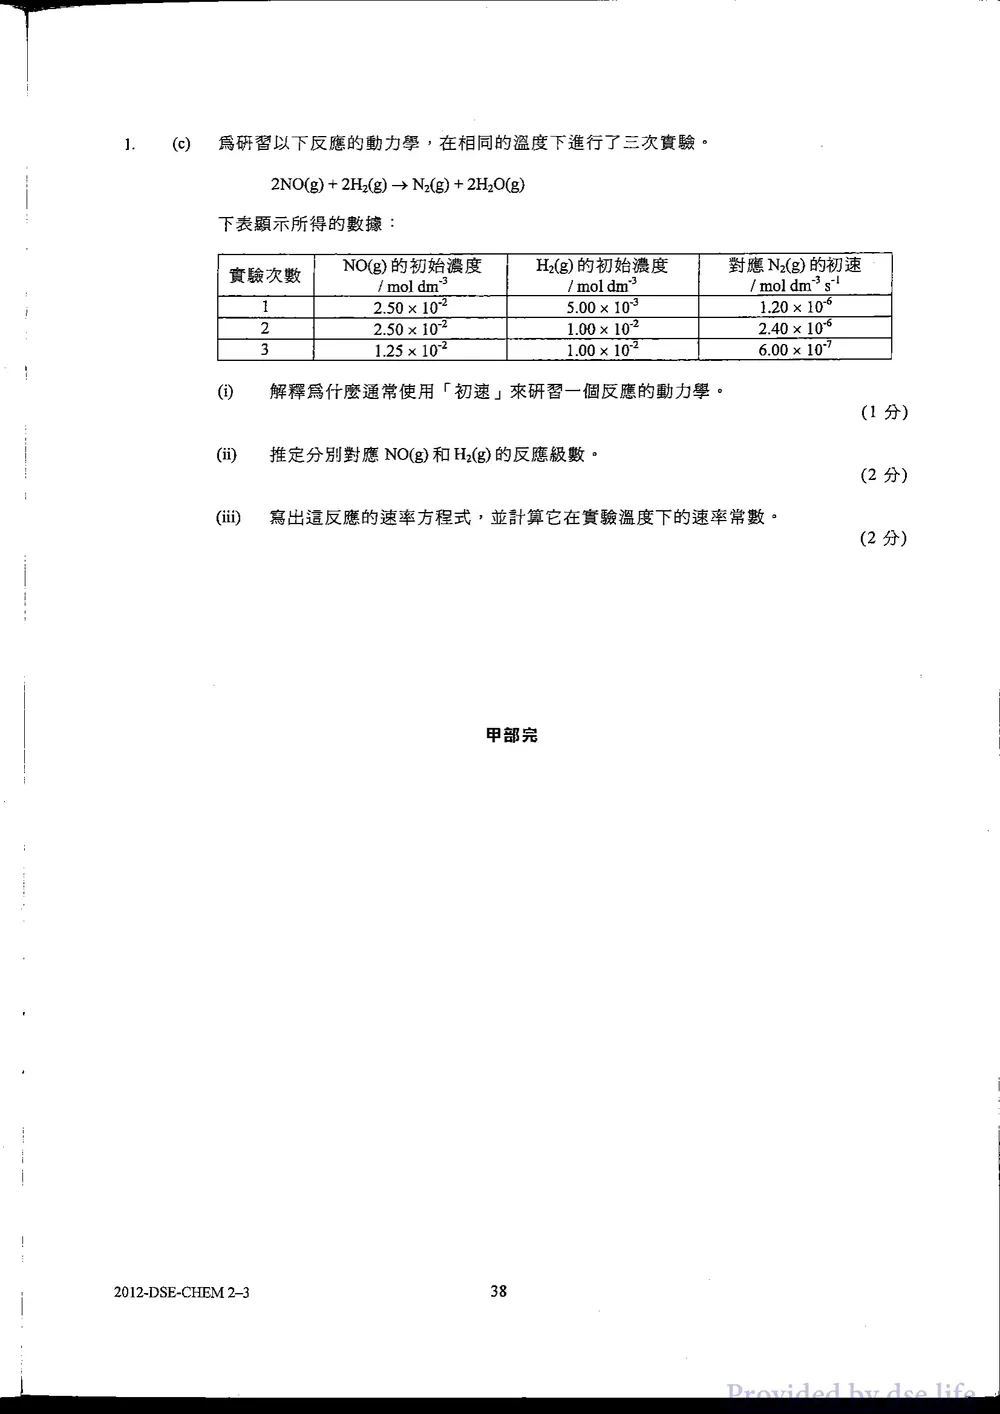 1. (c) 為研習以下反應的動力學，在相同的溫度下進行了三次實驗。
2NO(g) + 2H₂(g) → N₂(g) + 2H₂O(g)
下表顯示所得的數據：
實驗次數 NO(g) 的初始濃度 / mol dm⁻³ H₂(g) 的初始濃度 / mol dm⁻³ 對應 N₂(g) 的初速 / mol dm⁻³ s⁻¹
1 2.50 × 10⁻² 5.00 × 10⁻³ 1.20 × 10⁻⁶
2 2.50 × 10⁻² 1.00 × 10⁻² 2.40 × 10⁻⁶
3 1.25 × 10⁻² 1.00 × 10⁻² 6.00 × 10⁻⁷
(i) 解釋為什麼通常使用「初速」來研習一個反應的動力學。
(1 分)
(ii) 推定分別對應 NO(g) 和 H₂(g) 的反應級數。
(2 分)
(iii) 寫出這反應的速率方程式，並計算它在實驗溫度下的速率常數。
(2 分)
甲部完
2012-DSE-CHEM 2–3 38
Provided by dse.life